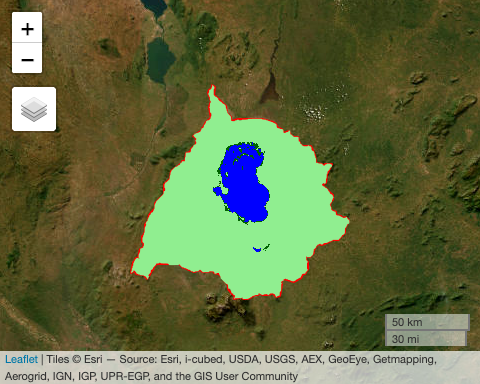 +
−
50 km
30 mi
Leaflet | Tiles © Esri — Source: Esri, i-cubed, USDA, USGS, AEX, GeoEye, Getmapping,
Aerogrid, IGN, IGP, UPR-EGP, and the GIS User Community